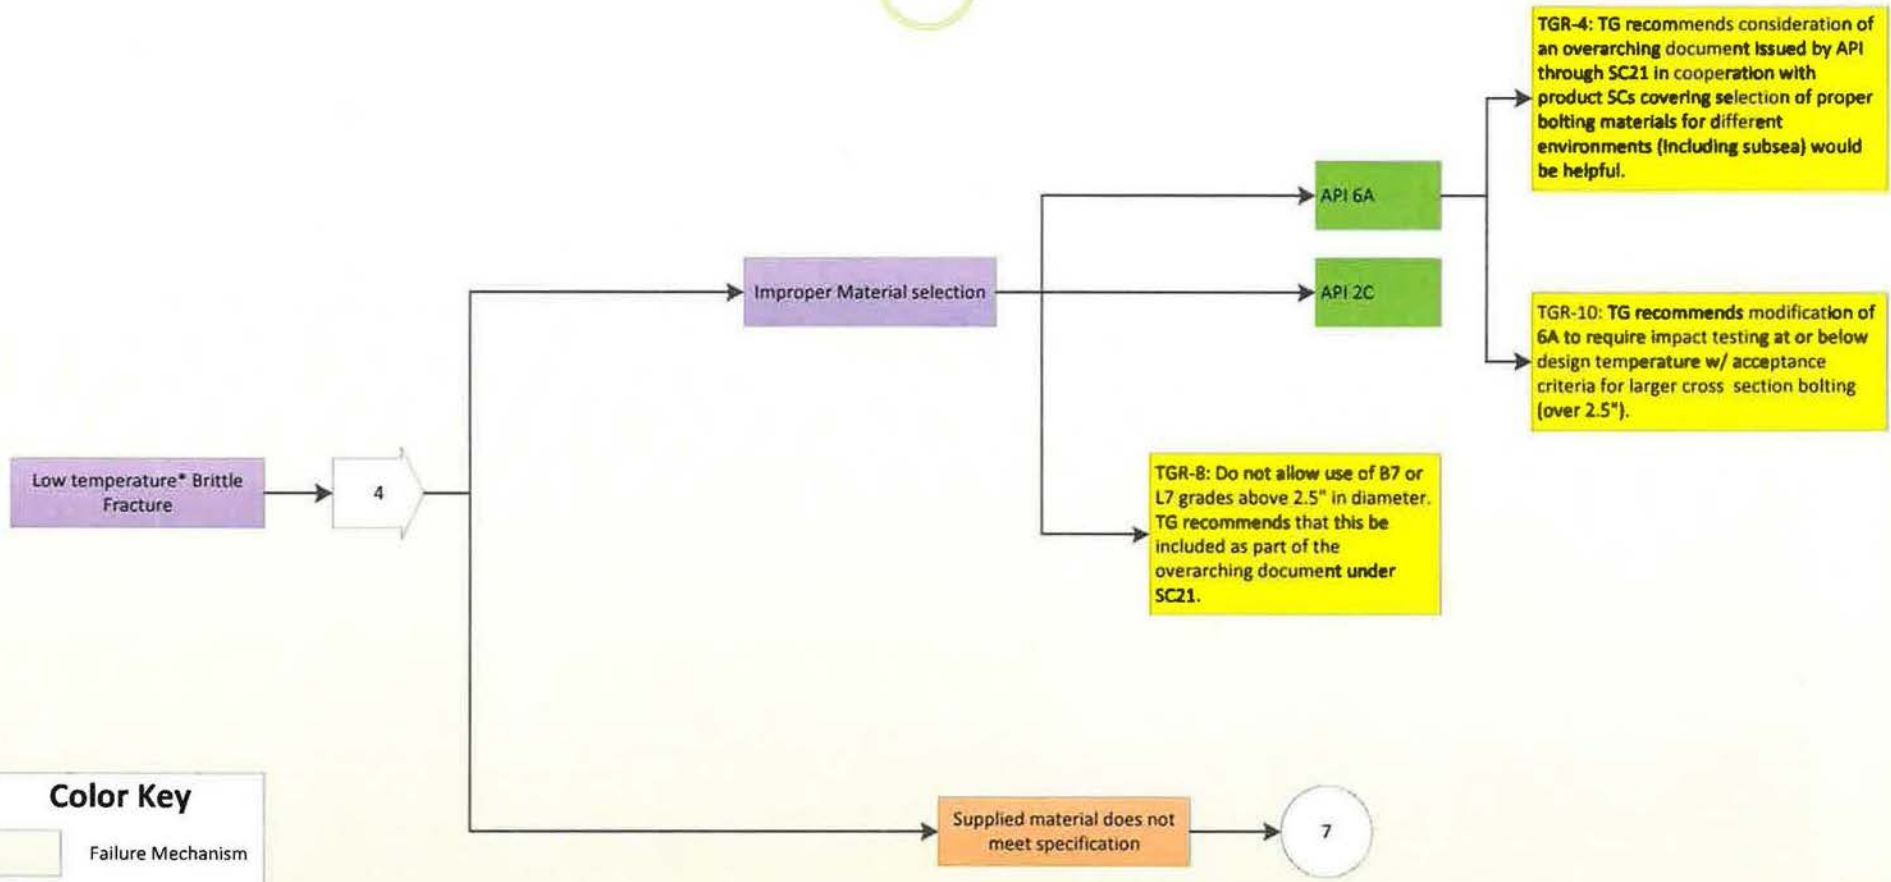 TGR-4: TG recommends consideration of
an overarching document issued by API
through SC21 in cooperation with
product SCs covering selection of proper
bolting materials for different
environments (including subsea) would
be helpful.
API 6A
Improper Material selection
API 2C
TGR-10: TG recommends modification of
6A to require impact testing at or below
design temperature w/ acceptance
criteria for larger cross section bolting
(over 2.5").
Low temperature* Brittle
Fracture
4
TGR-8: Do not allow use of B7 or
L7 grades above 2.5" in diameter.
TG recommends that this be
included as part of the
overarching document under
SC21.
Color Key
Failure Mechanism
Supplied material does not
meet specification
7